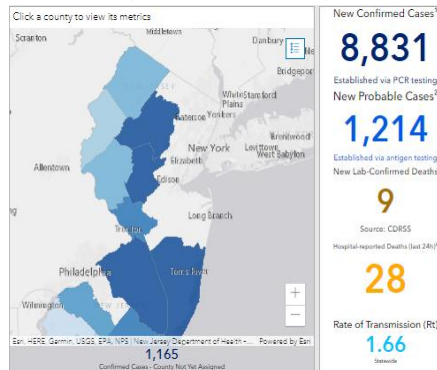 Click a county to view its metrics
Scranton
Middletown
Danbury
Bridgepor
White
Stamford
Plains
Paterson
Yonkers
Brentwood
New York
Levittown
West Babylon
Allentown
Elizabeth
Edison
Long Branch
Trenton
Philadelphia
Toms River
Wilmington
+
−
Esri, HERE, Garmin, USGS, EPA, NPS | New Jersey Department of Health -... Powered by Esri
1,165
Confirmed Cases - County Not Yet Assigned
New Confirmed Cases¹
8,831
Established via PCR testing
New Probable Cases²
1,214
Established via antigen testing
New Lab-Confirmed Deaths
9
Source: CDRSS
Hospital-reported Deaths (last 24h)
28
Rate of Transmission (Rt)
1.66
Statewide